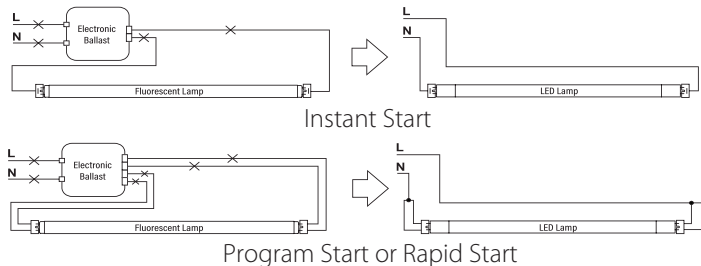 L
N
Electronic
Ballast
Fluorescent Lamp
L
N
LED Lamp
Instant Start
L
N
Electronic
Ballast
Fluorescent Lamp
L
N
LED Lamp
Program Start or Rapid Start